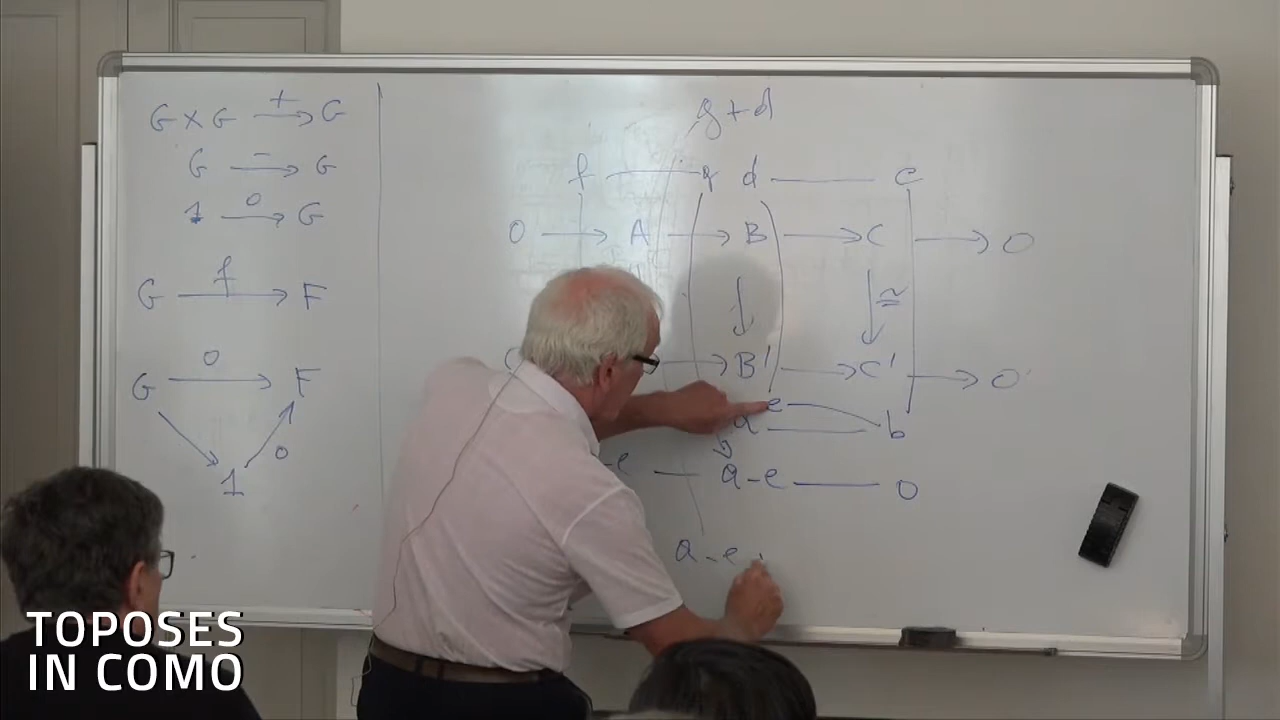 G × G ⟶ G
+
G ⟶ G
−
1 ⟶ G
0
G ⟶ F
f
G ⟶ F
0
1
0
g + d
f — g d — c
0 ⟶ A ⟶ B ⟶ C ⟶ 0
≃
⟶ B' ⟶ C' ⟶ 0'
e
a — b
-e — a-e — 0
a-e
TOPOSES
IN COMO